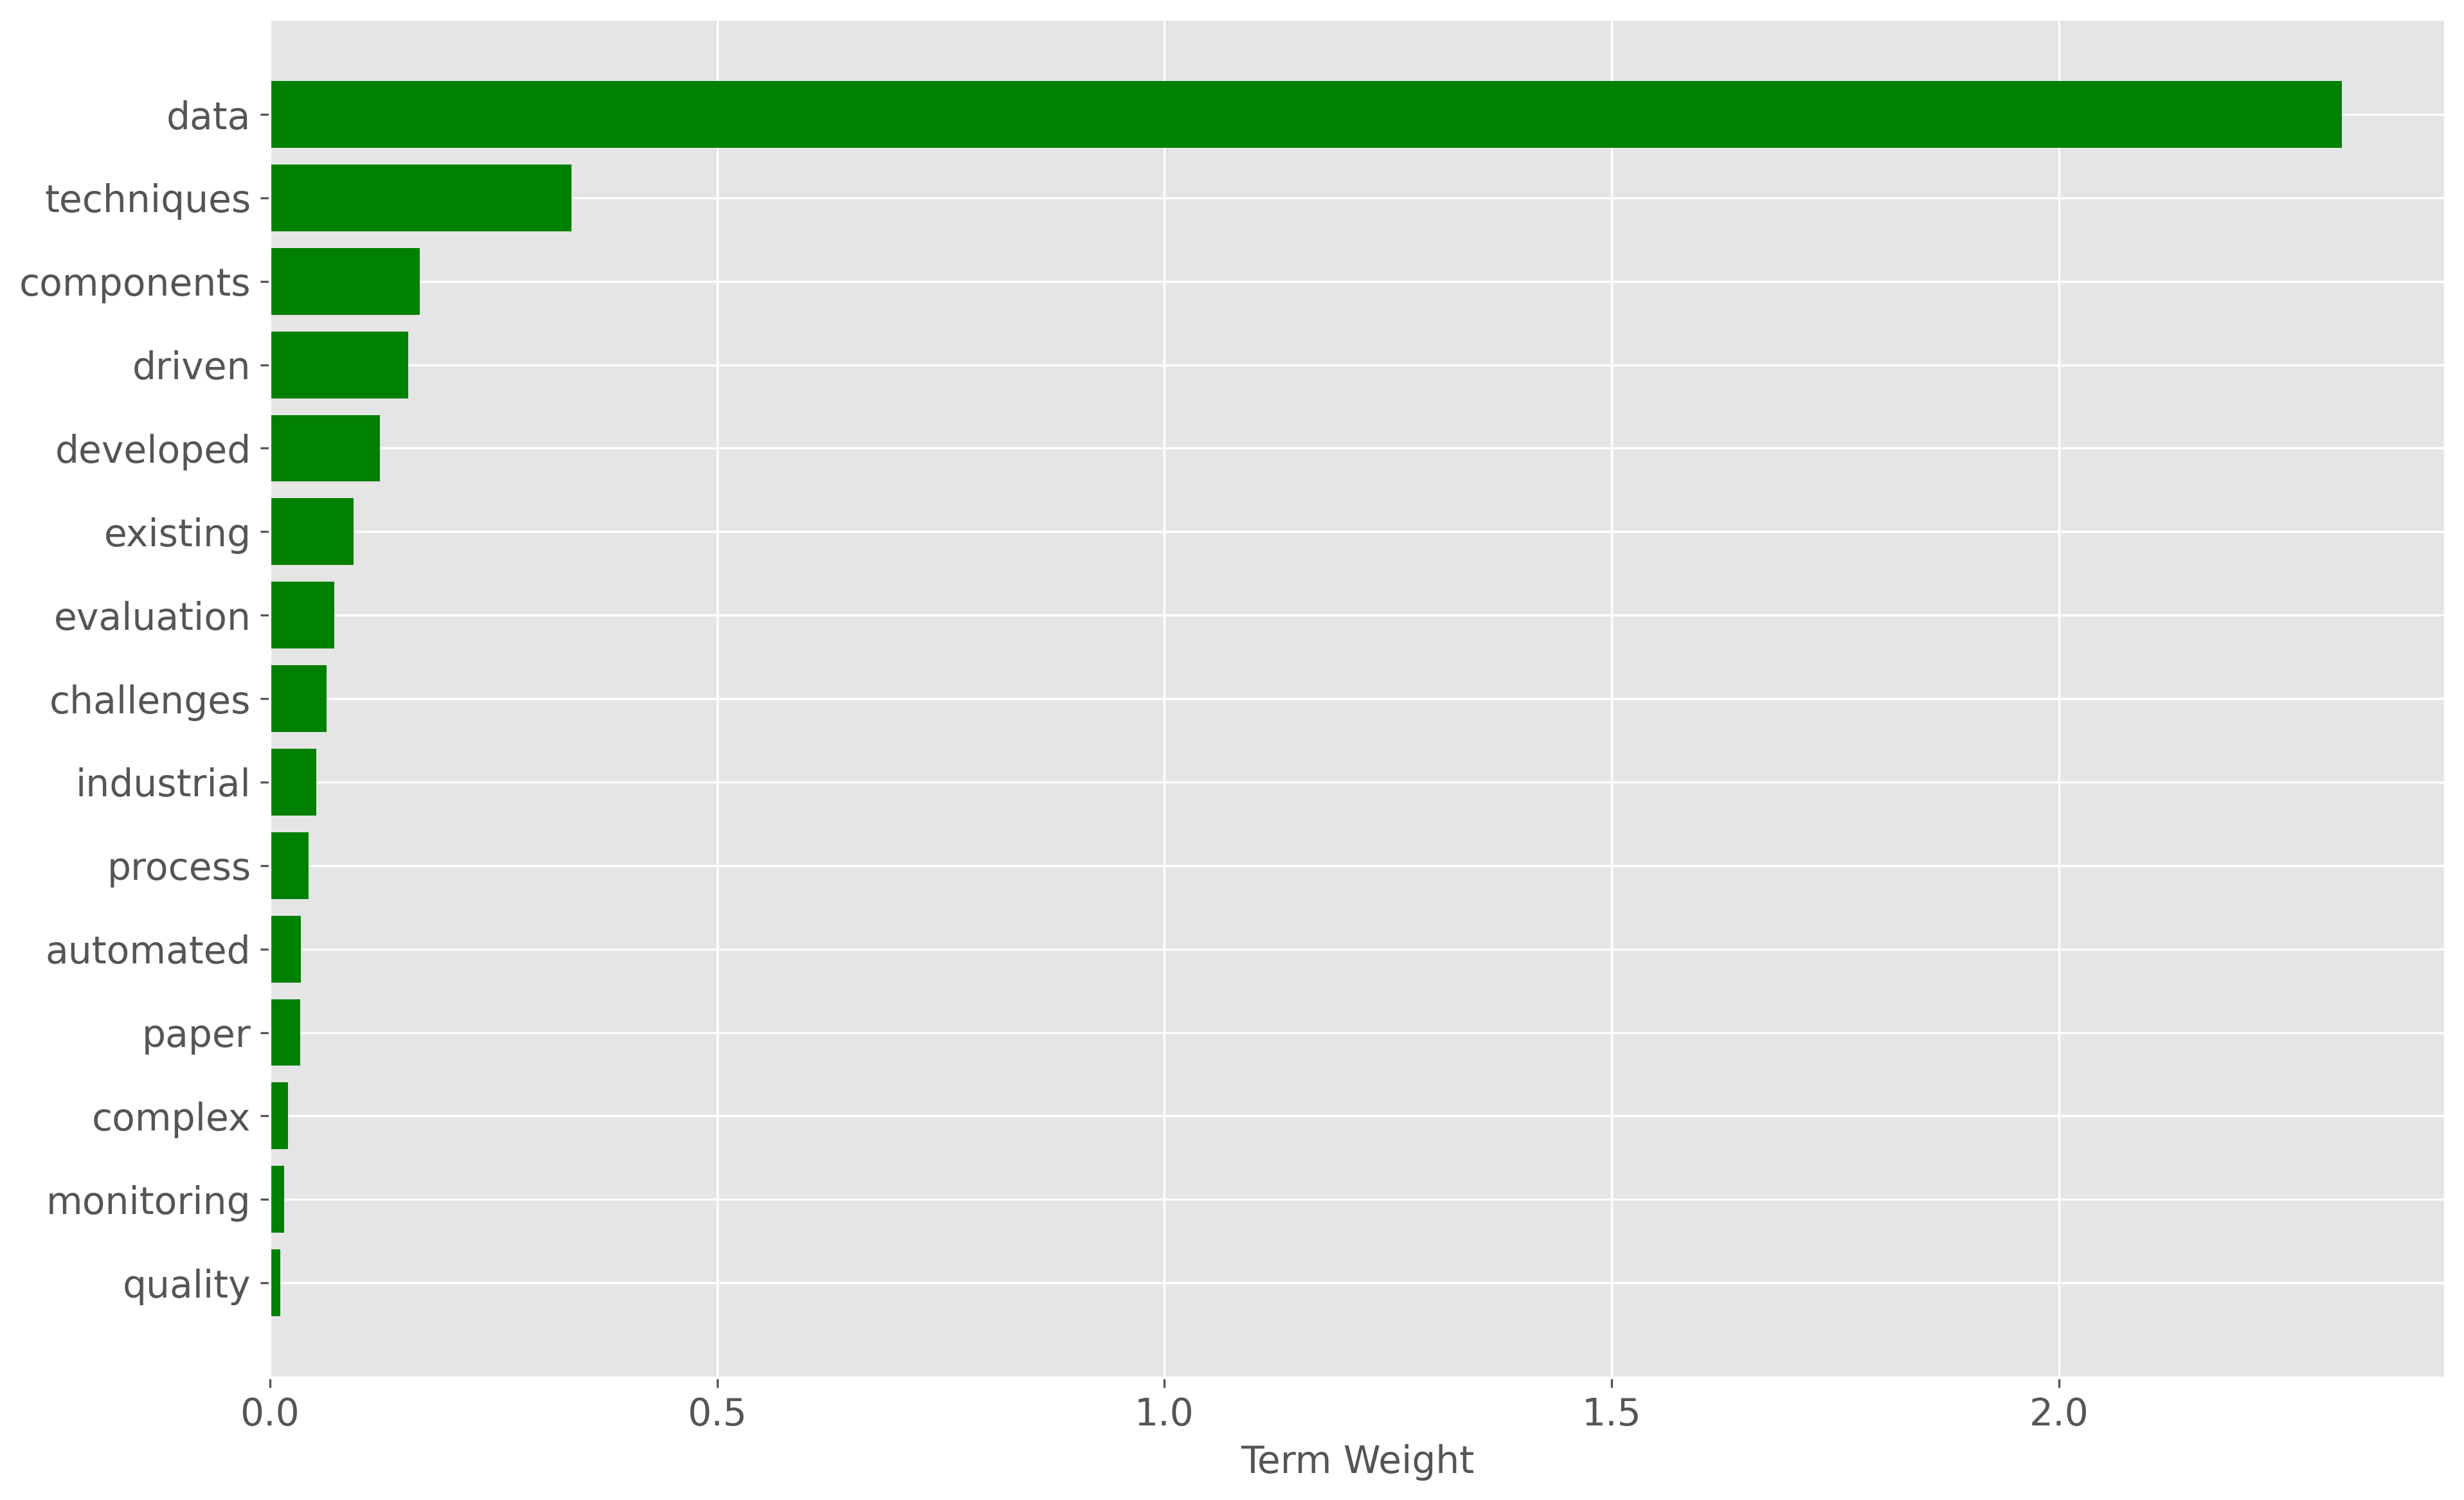 data
techniques
components
driven
developed
existing
evaluation
challenges
industrial
process
automated
paper
complex
monitoring
quality
0.0 0.5 1.0 1.5 2.0
Term Weight